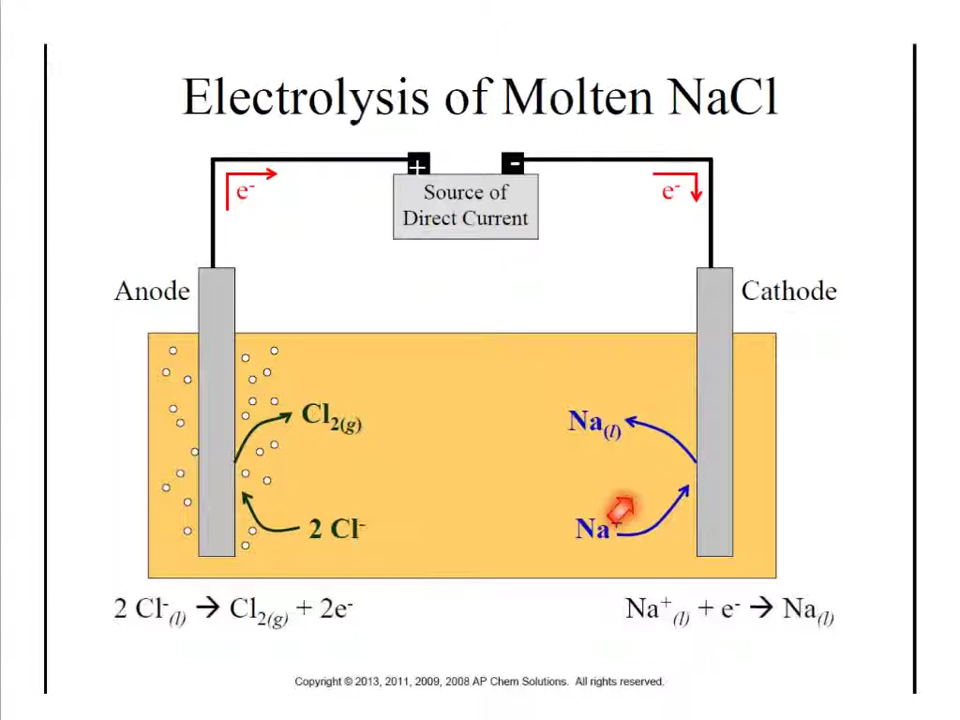 Electrolysis of Molten NaCl
+ -
e⁻ Source of e⁻
Direct Current
Anode Cathode
Cl₂₍g₎ Na₍l₎
2 Cl⁻ Na⁺
2 Cl⁻₍l₎ → Cl₂₍g₎ + 2e⁻ Na⁺₍l₎ + e⁻ → Na₍l₎
Copyright © 2013, 2011, 2009, 2008 AP Chem Solutions. All rights reserved.